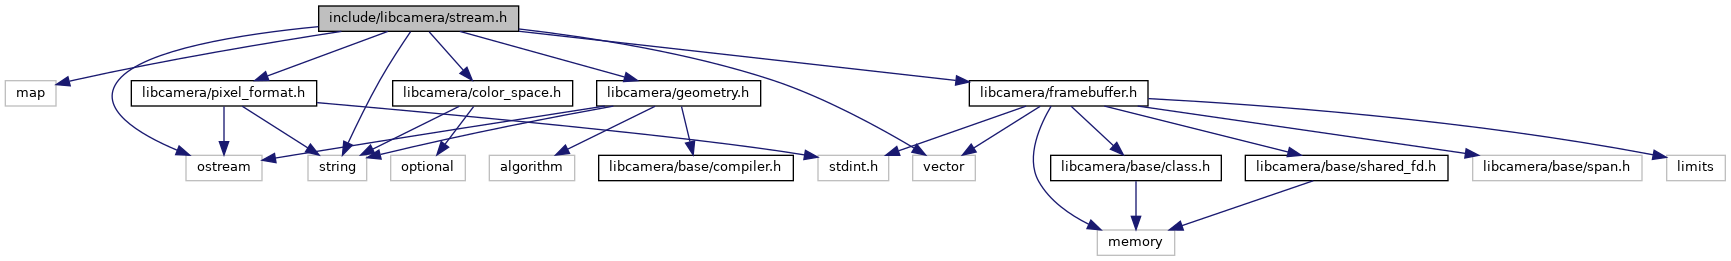 include/libcamera/stream.h
map
libcamera/pixel_format.h
libcamera/color_space.h
libcamera/geometry.h
libcamera/framebuffer.h
ostream
string
optional
algorithm
libcamera/base/compiler.h
stdint.h
vector
libcamera/base/class.h
libcamera/base/shared_fd.h
libcamera/base/span.h
limits
memory